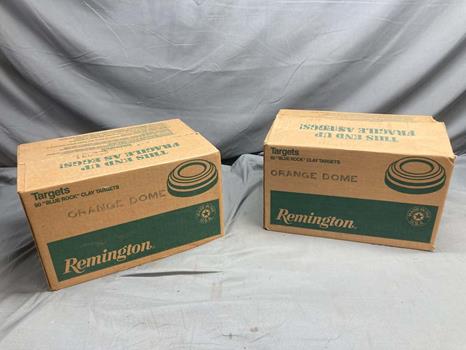 THIS END UP
FRAGILE AS EGGS!
Targets
90 "BLUE ROCK" CLAY TARGETS
ORANGE DOME
Remington
THIS END UP
FRAGILE AS EGGS!
Targets
90 "BLUE ROCK" CLAY TARGETS
ORANGE DOME
Remington